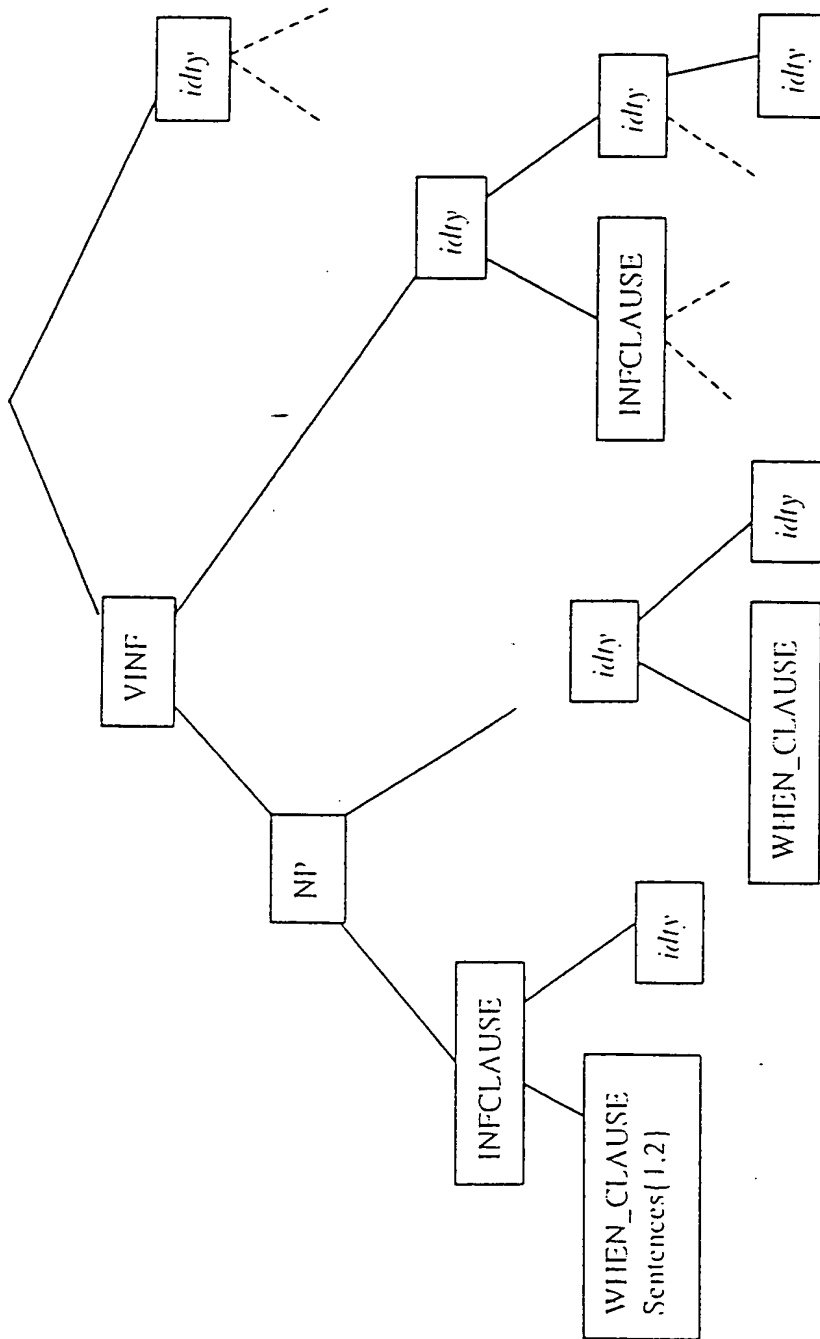 VINF
idty
NP
idty
INFCLAUSE
idty
INFCLAUSE
idty
WHEN_CLAUSE
Sentences{1.2}
idty
WHEN_CLAUSE
idty
idty